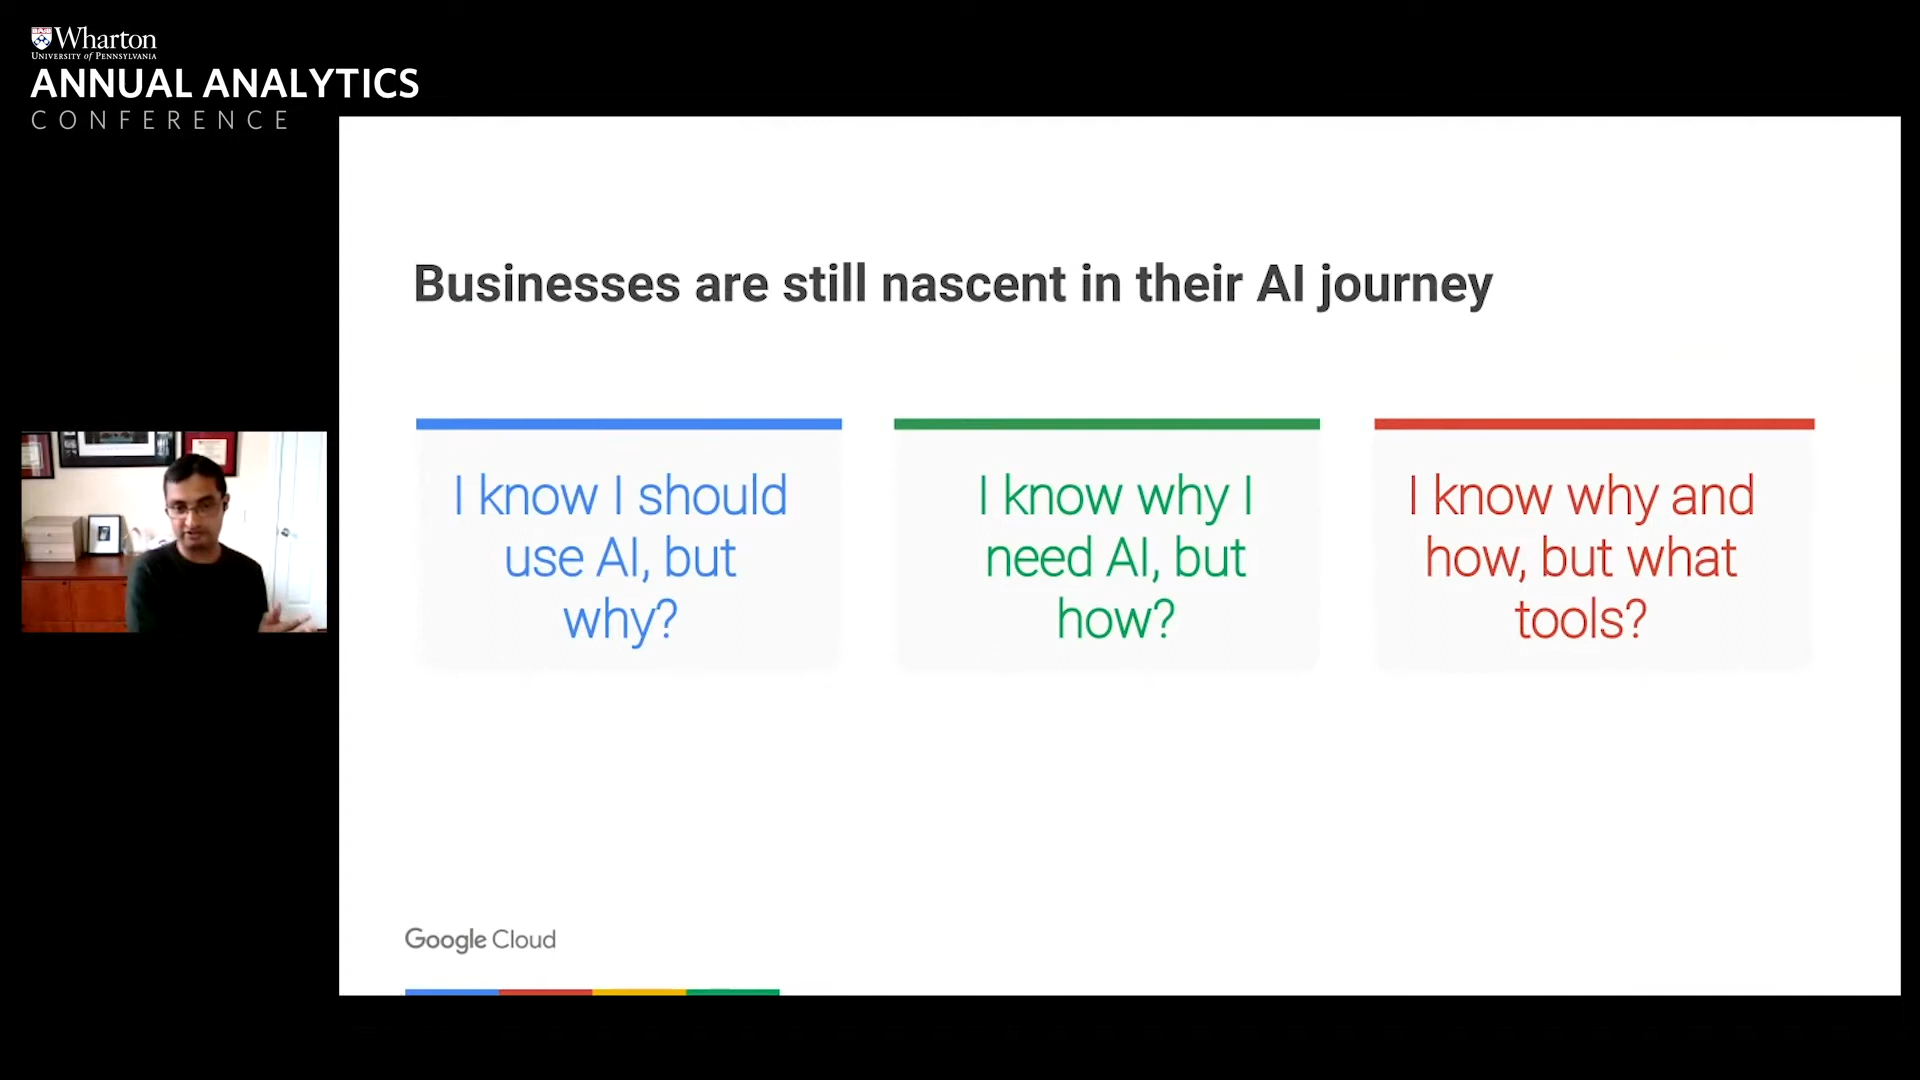 Wharton
UNIVERSITY of PENNSYLVANIA
ANNUAL ANALYTICS
CONFERENCE
Businesses are still nascent in their AI journey
I know I should
use AI, but
why?
I know why I
need AI, but
how?
I know why and
how, but what
tools?
Google Cloud